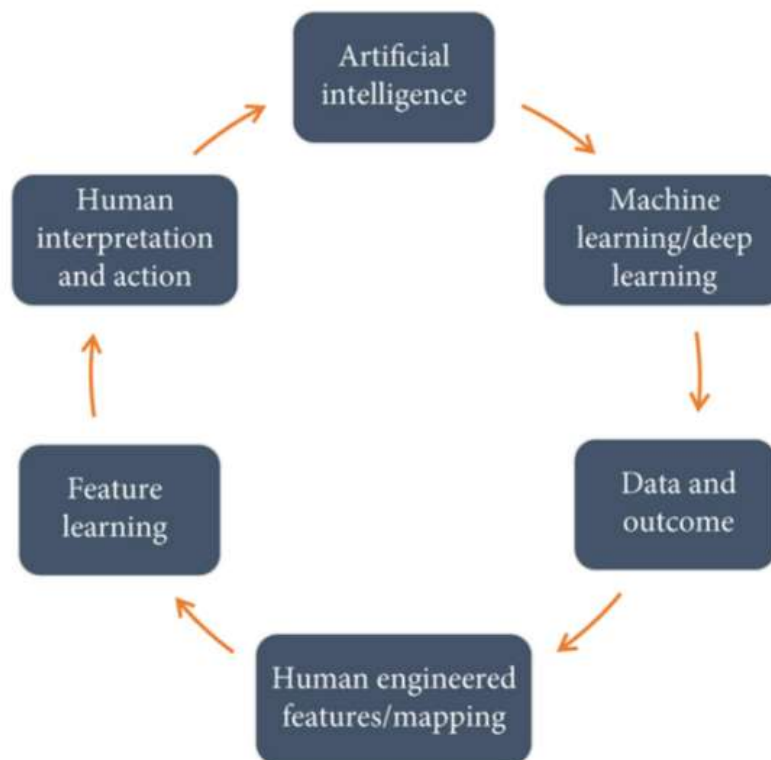 Artificial
intelligence
Machine
learning/deep
learning
Data and
outcome
Human engineered
features/mapping
Feature
learning
Human
interpretation
and action